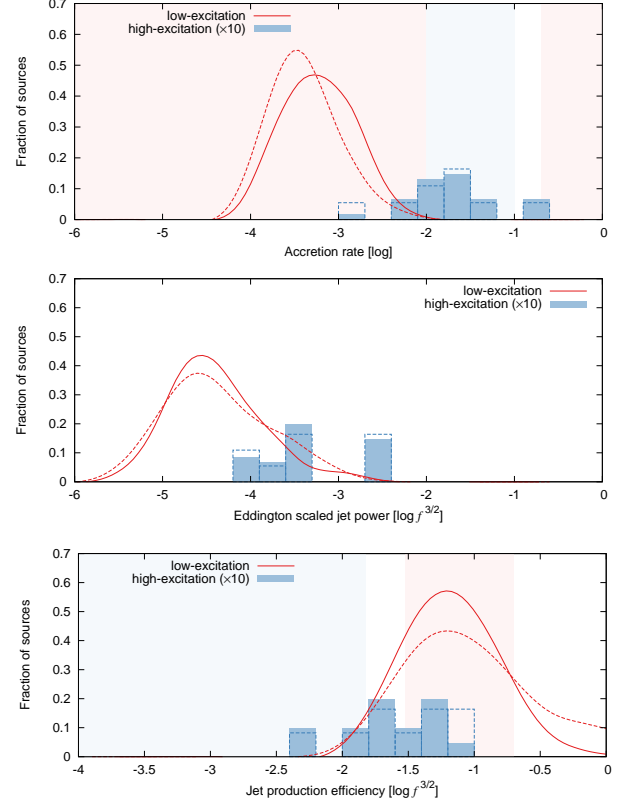 0.7
0.6
0.5
0.4
0.3
0.2
0.1
0
Fraction of sources
low-excitation
high-excitation (×10)
-6 -5 -4 -3 -2 -1 0
Accretion rate [log]
0.7
0.6
0.5
0.4
0.3
0.2
0.1
0
Fraction of sources
low-excitation
high-excitation (×10)
-6 -5 -4 -3 -2 -1 0
Eddington scaled jet power [log f^3/2]
0.7
0.6
0.5
0.4
0.3
0.2
0.1
0
Fraction of sources
low-excitation
high-excitation (×10)
-4 -3.5 -3 -2.5 -2 -1.5 -1 -0.5 0
Jet production efficiency [log f^3/2]